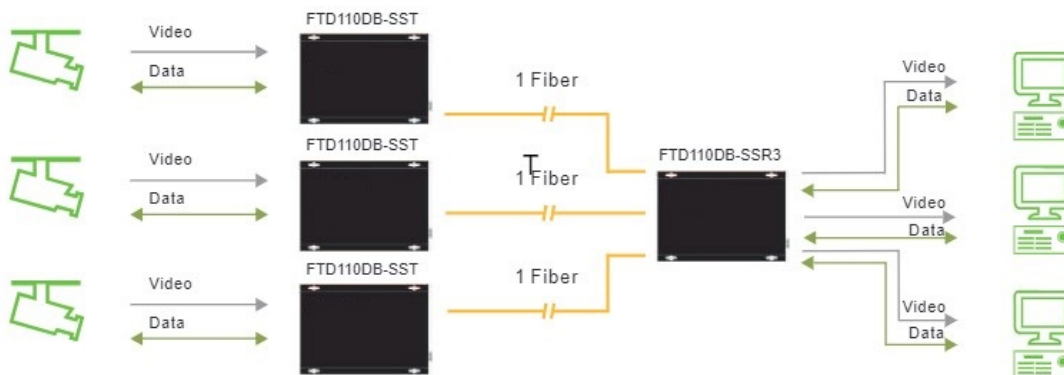 FTD110DB-SST
Video
Data
1 Fiber
Video
Data
FTD110DB-SST
T
1 Fiber
FTD110DB-SSR3
Video
Data
Video
Data
FTD110DB-SST
1 Fiber
Video
Data
Video
Data